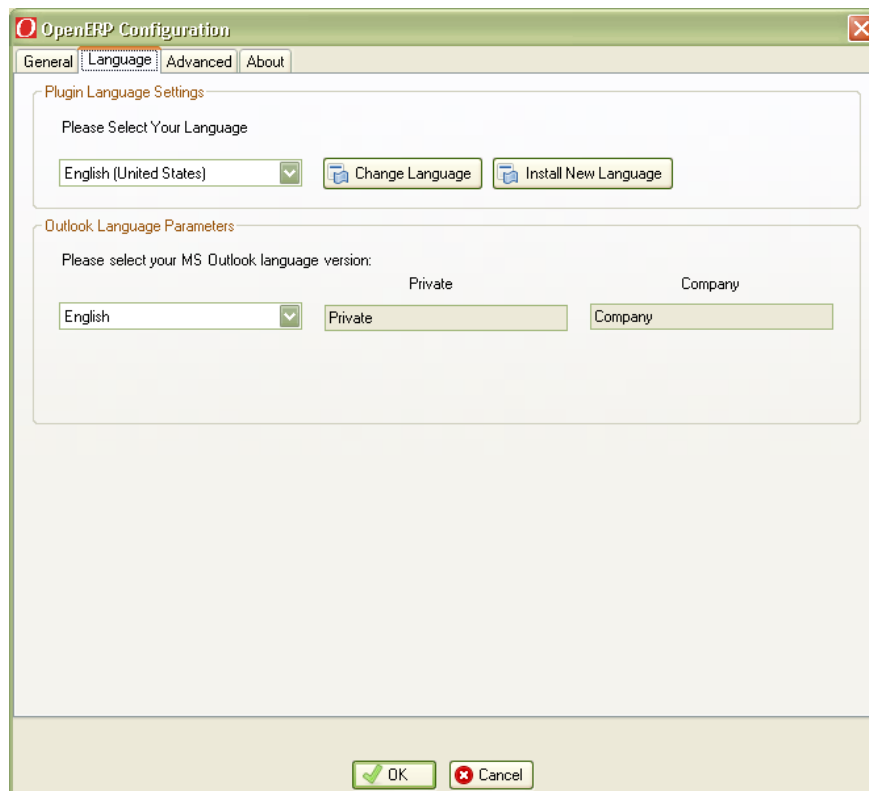 OpenERP Configuration
General Language Advanced About
Plugin Language Settings
Please Select Your Language
English (United States) Change Language Install New Language
Outlook Language Parameters
Please select your MS Outlook language version:
Private Company
English Private Company
OK Cancel